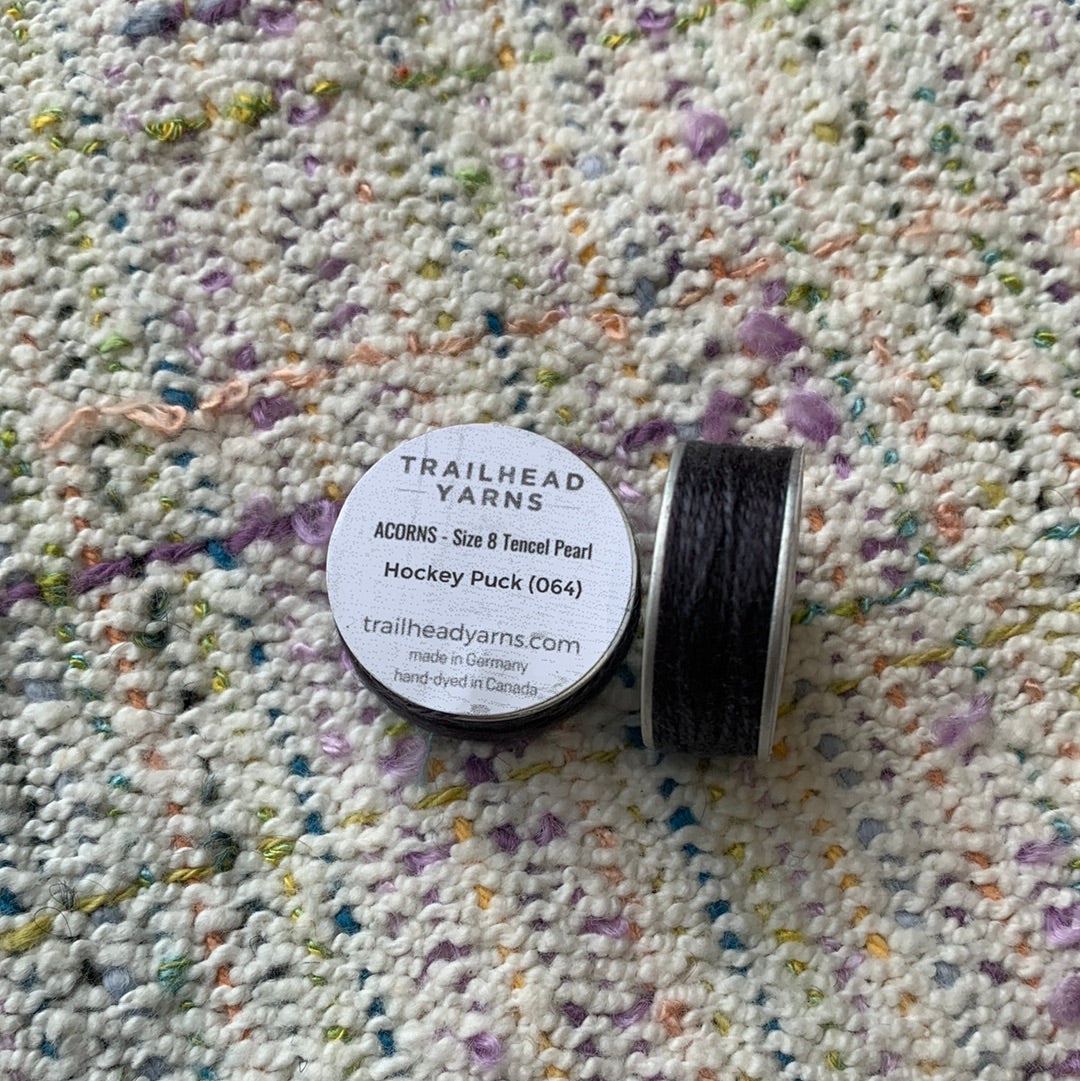 TRAILHEAD
YARNS
ACORNS - Size 8 Tencel Pearl
Hockey Puck (064)
trailheadyarns.com
made in Germany
hand-dyed in Canada